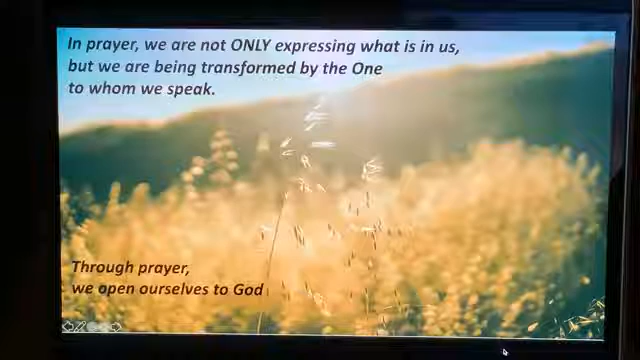 In prayer, we are not ONLY expressing what is in us,
but we are being transformed by the One
to whom we speak.
Through prayer,
we open ourselves to God